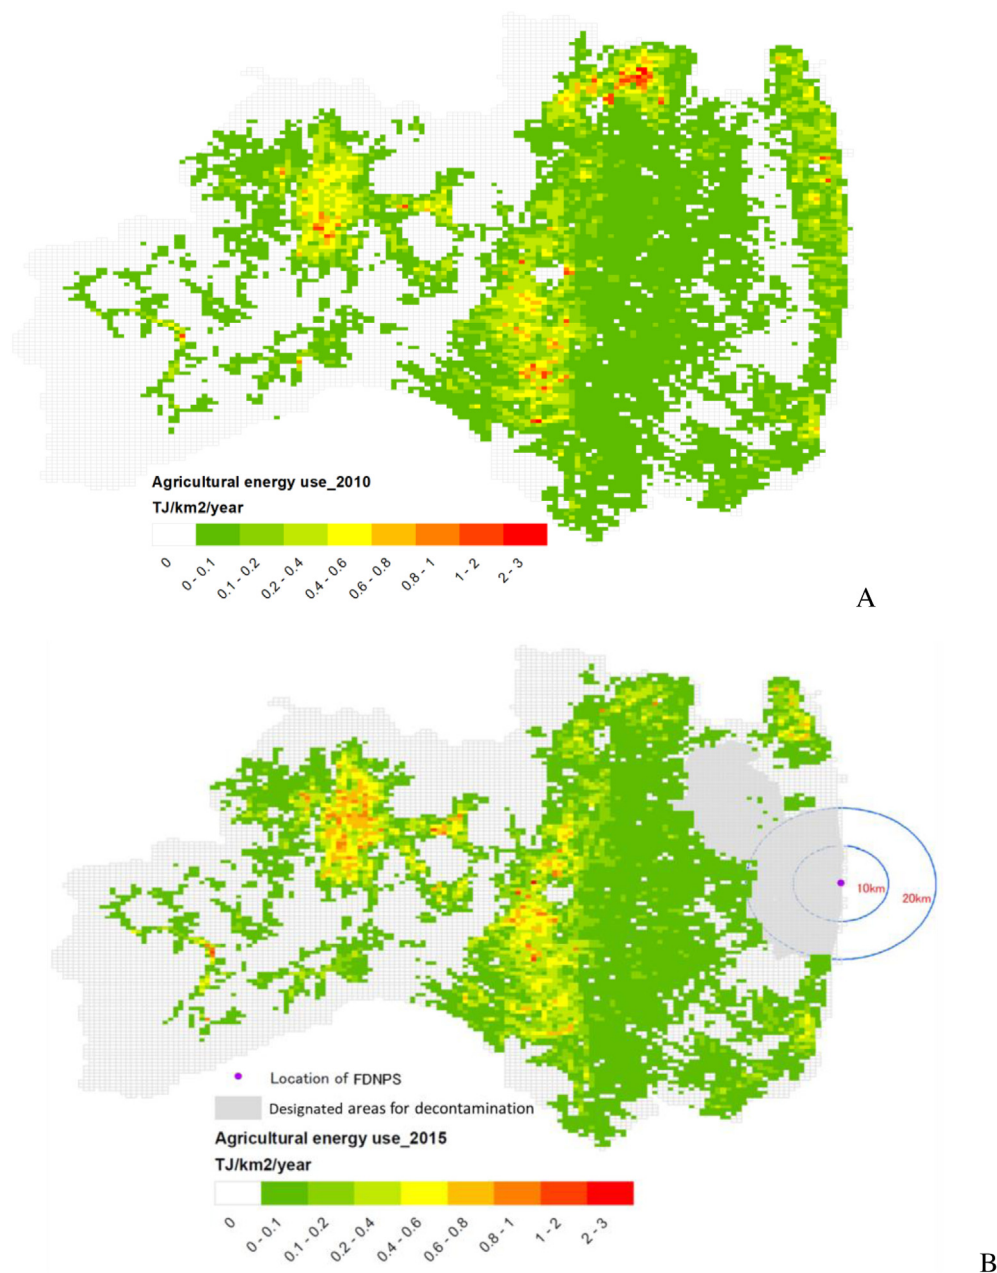 A
Agricultural energy use_2010
TJ/km2/year
0
0 - 0.1
0.1 - 0.2
0.2 - 0.4
0.4 - 0.6
0.6 - 0.8
0.8 - 1
1 - 2
2 - 3
10km
20km
Location of FDNPS
Designated areas for decontamination
Agricultural energy use_2015
TJ/km2/year
0
0 - 0.1
0.1 - 0.2
0.2 - 0.4
0.4 - 0.6
0.6 - 0.8
0.8 - 1
1 - 2
2 - 3
B